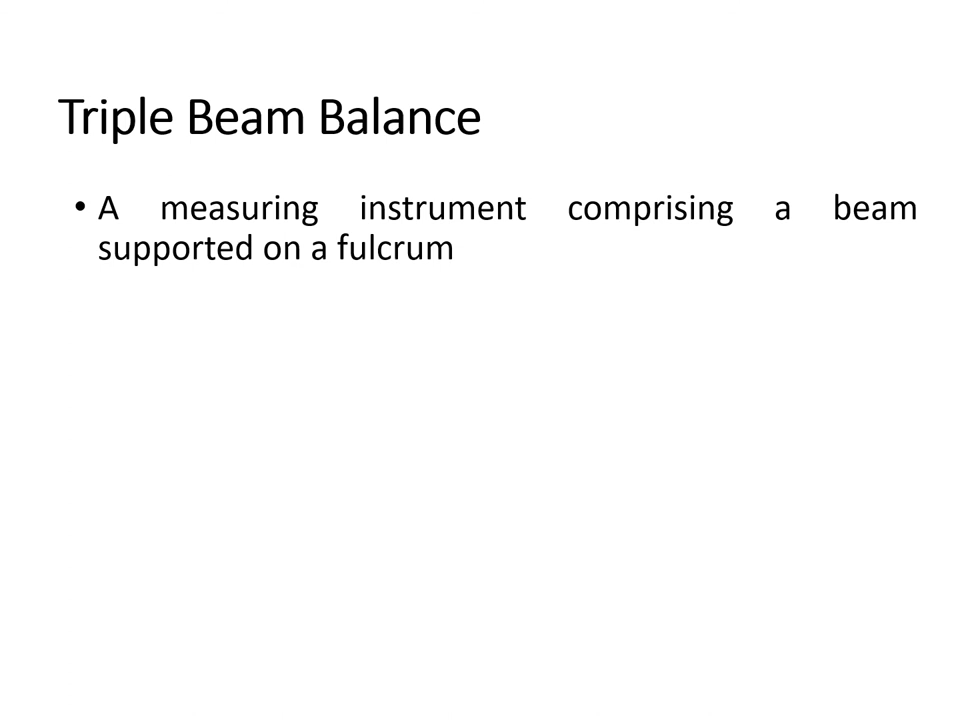 Triple Beam Balance
• A measuring instrument comprising a beam
supported on a fulcrum